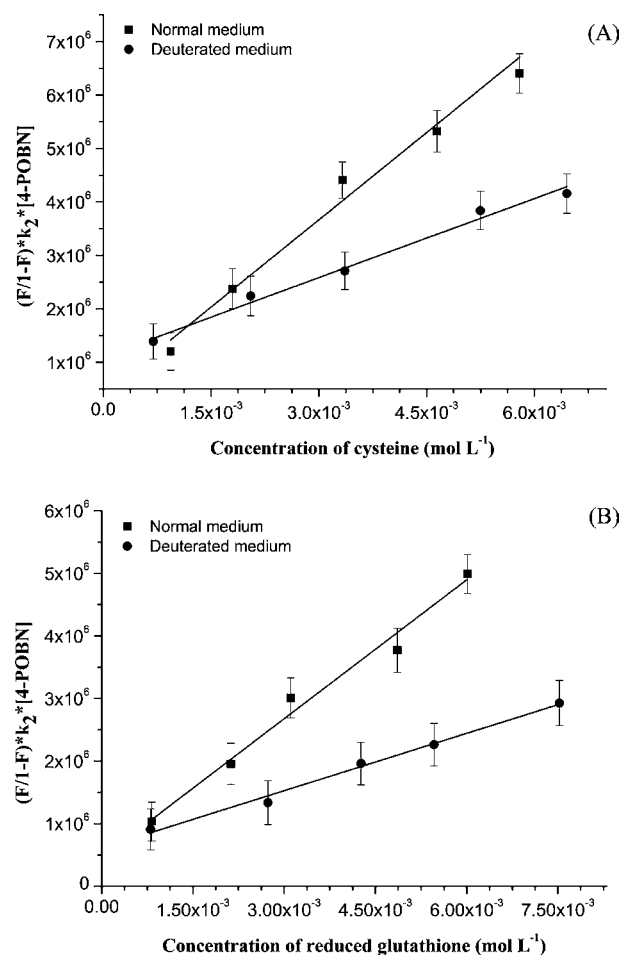 (A)
Normal medium
Deuterated medium
7x10⁶
6x10⁶
5x10⁶
4x10⁶
3x10⁶
2x10⁶
1x10⁶
(F/1-F)*k₂*[4-POBN]
0.0 1.5x10⁻³ 3.0x10⁻³ 4.5x10⁻³ 6.0x10⁻³
Concentration of cysteine (mol L⁻¹)
(B)
Normal medium
Deuterated medium
6x10⁶
5x10⁶
4x10⁶
3x10⁶
2x10⁶
1x10⁶
0
(F/1-F)*k₂*[4-POBN]
0.00 1.50x10⁻³ 3.00x10⁻³ 4.50x10⁻³ 6.00x10⁻³ 7.50x10⁻³
Concentration of reduced glutathione (mol L⁻¹)